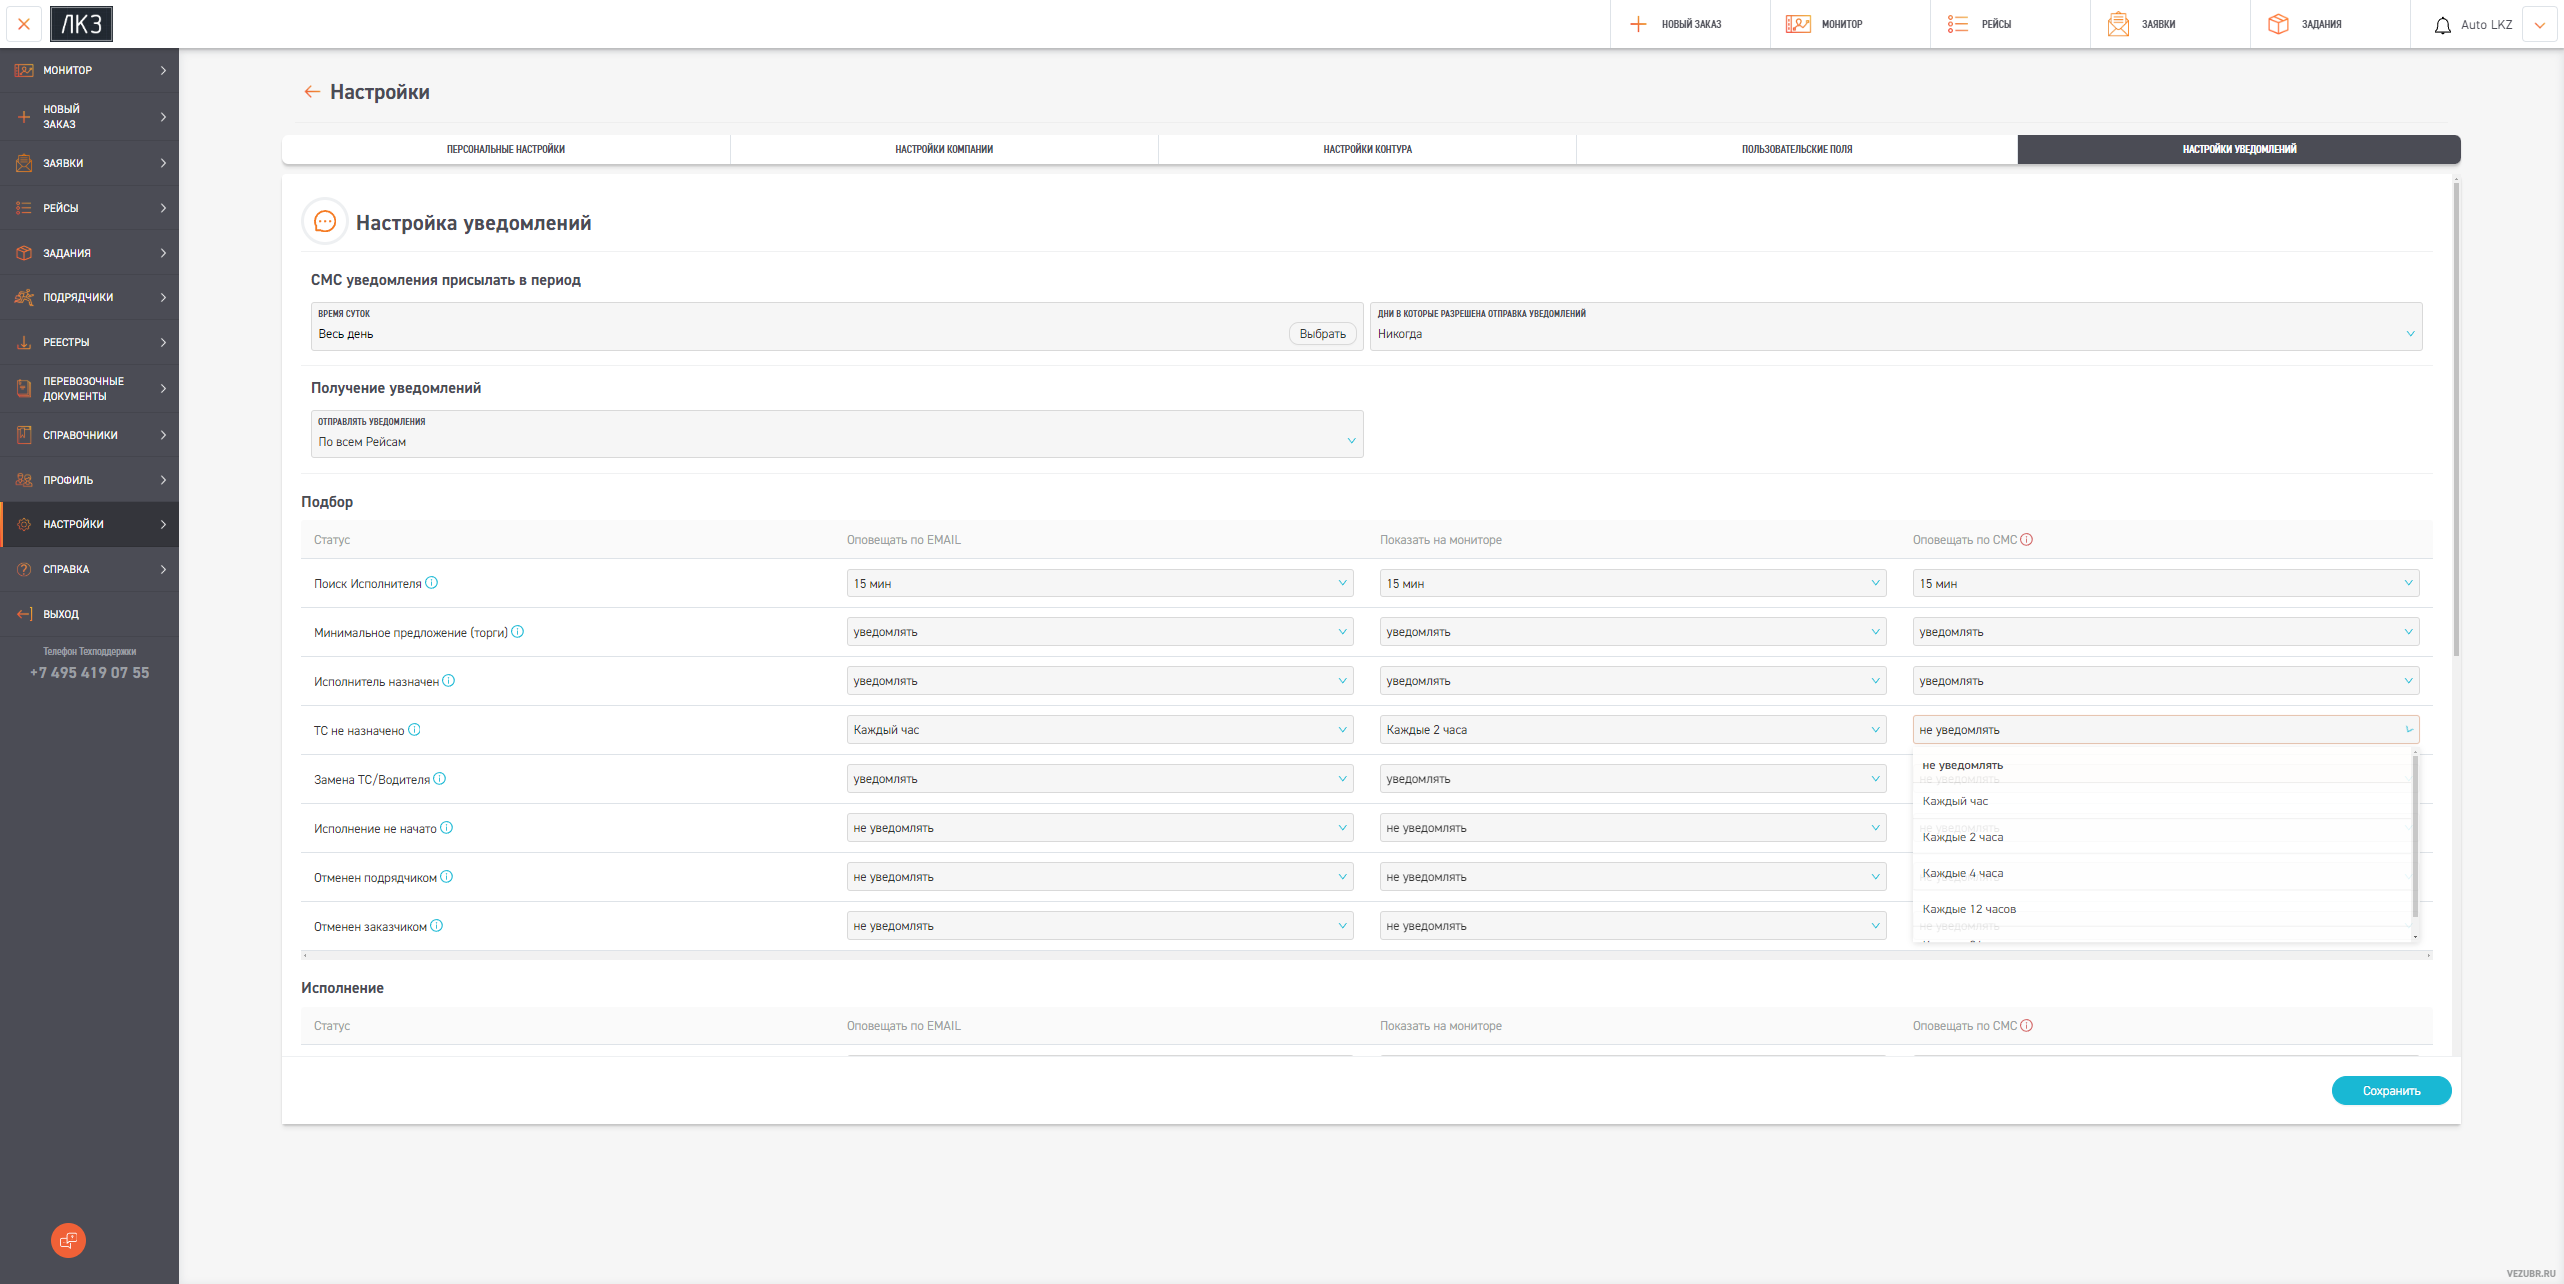 ЛКЗ
НОВЫЙ ЗАКАЗ
МОНИТОР
РЕЙСЫ
ЗАЯВКИ
ЗАДАНИЯ
Auto LKZ
МОНИТОР
НОВЫЙ
ЗАКАЗ
ЗАЯВКИ
РЕЙСЫ
ЗАДАНИЯ
ПОДРЯДЧИКИ
РЕЕСТРЫ
ПЕРЕВОЗОЧНЫЕ
ДОКУМЕНТЫ
СПРАВОЧНИКИ
ПРОФИЛЬ
НАСТРОЙКИ
СПРАВКА
ВЫХОД
Телефон Техподдержки
+7 495 419 07 55
Настройки
ПЕРСОНАЛЬНЫЕ НАСТРОЙКИ
НАСТРОЙКИ КОМПАНИИ
НАСТРОЙКИ КОНТУРА
ПОЛЬЗОВАТЕЛЬСКИЕ ПОЛЯ
НАСТРОЙКИ УВЕДОМЛЕНИЙ
Настройка уведомлений
СМС уведомления присылать в период
ВРЕМЯ СУТОК
Весь день
Выбрать
ДНИ В КОТОРЫЕ РАЗРЕШЕНА ОТПРАВКА УВЕДОМЛЕНИЙ
Никогда
Получение уведомлений
ОТПРАВЛЯТЬ УВЕДОМЛЕНИЯ
По всем Рейсам
Подбор
Статус
Оповещать по EMAIL
Показать на мониторе
Оповещать по СМС
Поиск Исполнителя
15 мин
15 мин
15 мин
Минимальное предложение (торги)
уведомлять
уведомлять
уведомлять
Исполнитель назначен
уведомлять
уведомлять
уведомлять
ТС не назначено
Каждый час
Каждые 2 часа
не уведомлять
Замена ТС/Водителя
уведомлять
уведомлять
не уведомлять
Каждый час
Каждые 2 часа
Каждые 4 часа
Каждые 12 часов
Исполнение не начато
не уведомлять
не уведомлять
Отменен подрядчиком
не уведомлять
не уведомлять
Отменен заказчиком
не уведомлять
не уведомлять
Исполнение
Статус
Оповещать по EMAIL
Показать на мониторе
Оповещать по СМС
Сохранить
VEZUBR.RU